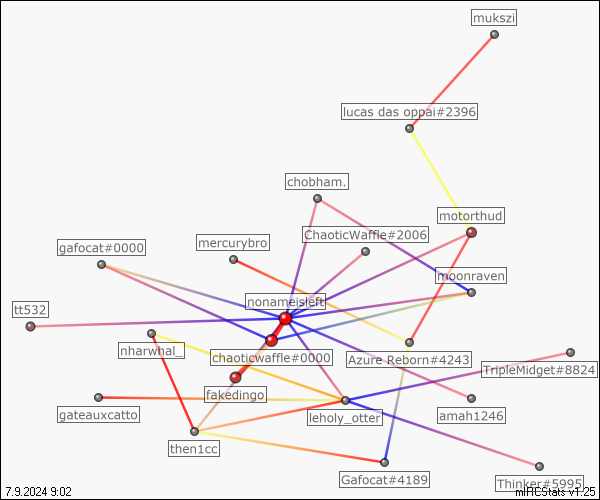 mukszi
lucas das oppai#2396
chobham.
motorthud
ChaoticWaffle#2006
mercurybro
gafocat#0000
moonraven
nonameisleft
tt532
nharwhal_
chaoticwaffle#0000
Azure Reborn#4243
TripleMidget#8824
fakedingo
gateauxcatto
leholy_otter
amah1246
then1cc
Gafocat#4189
Thinker#5995
7.9.2024 9:02
mIRCStats v1.25